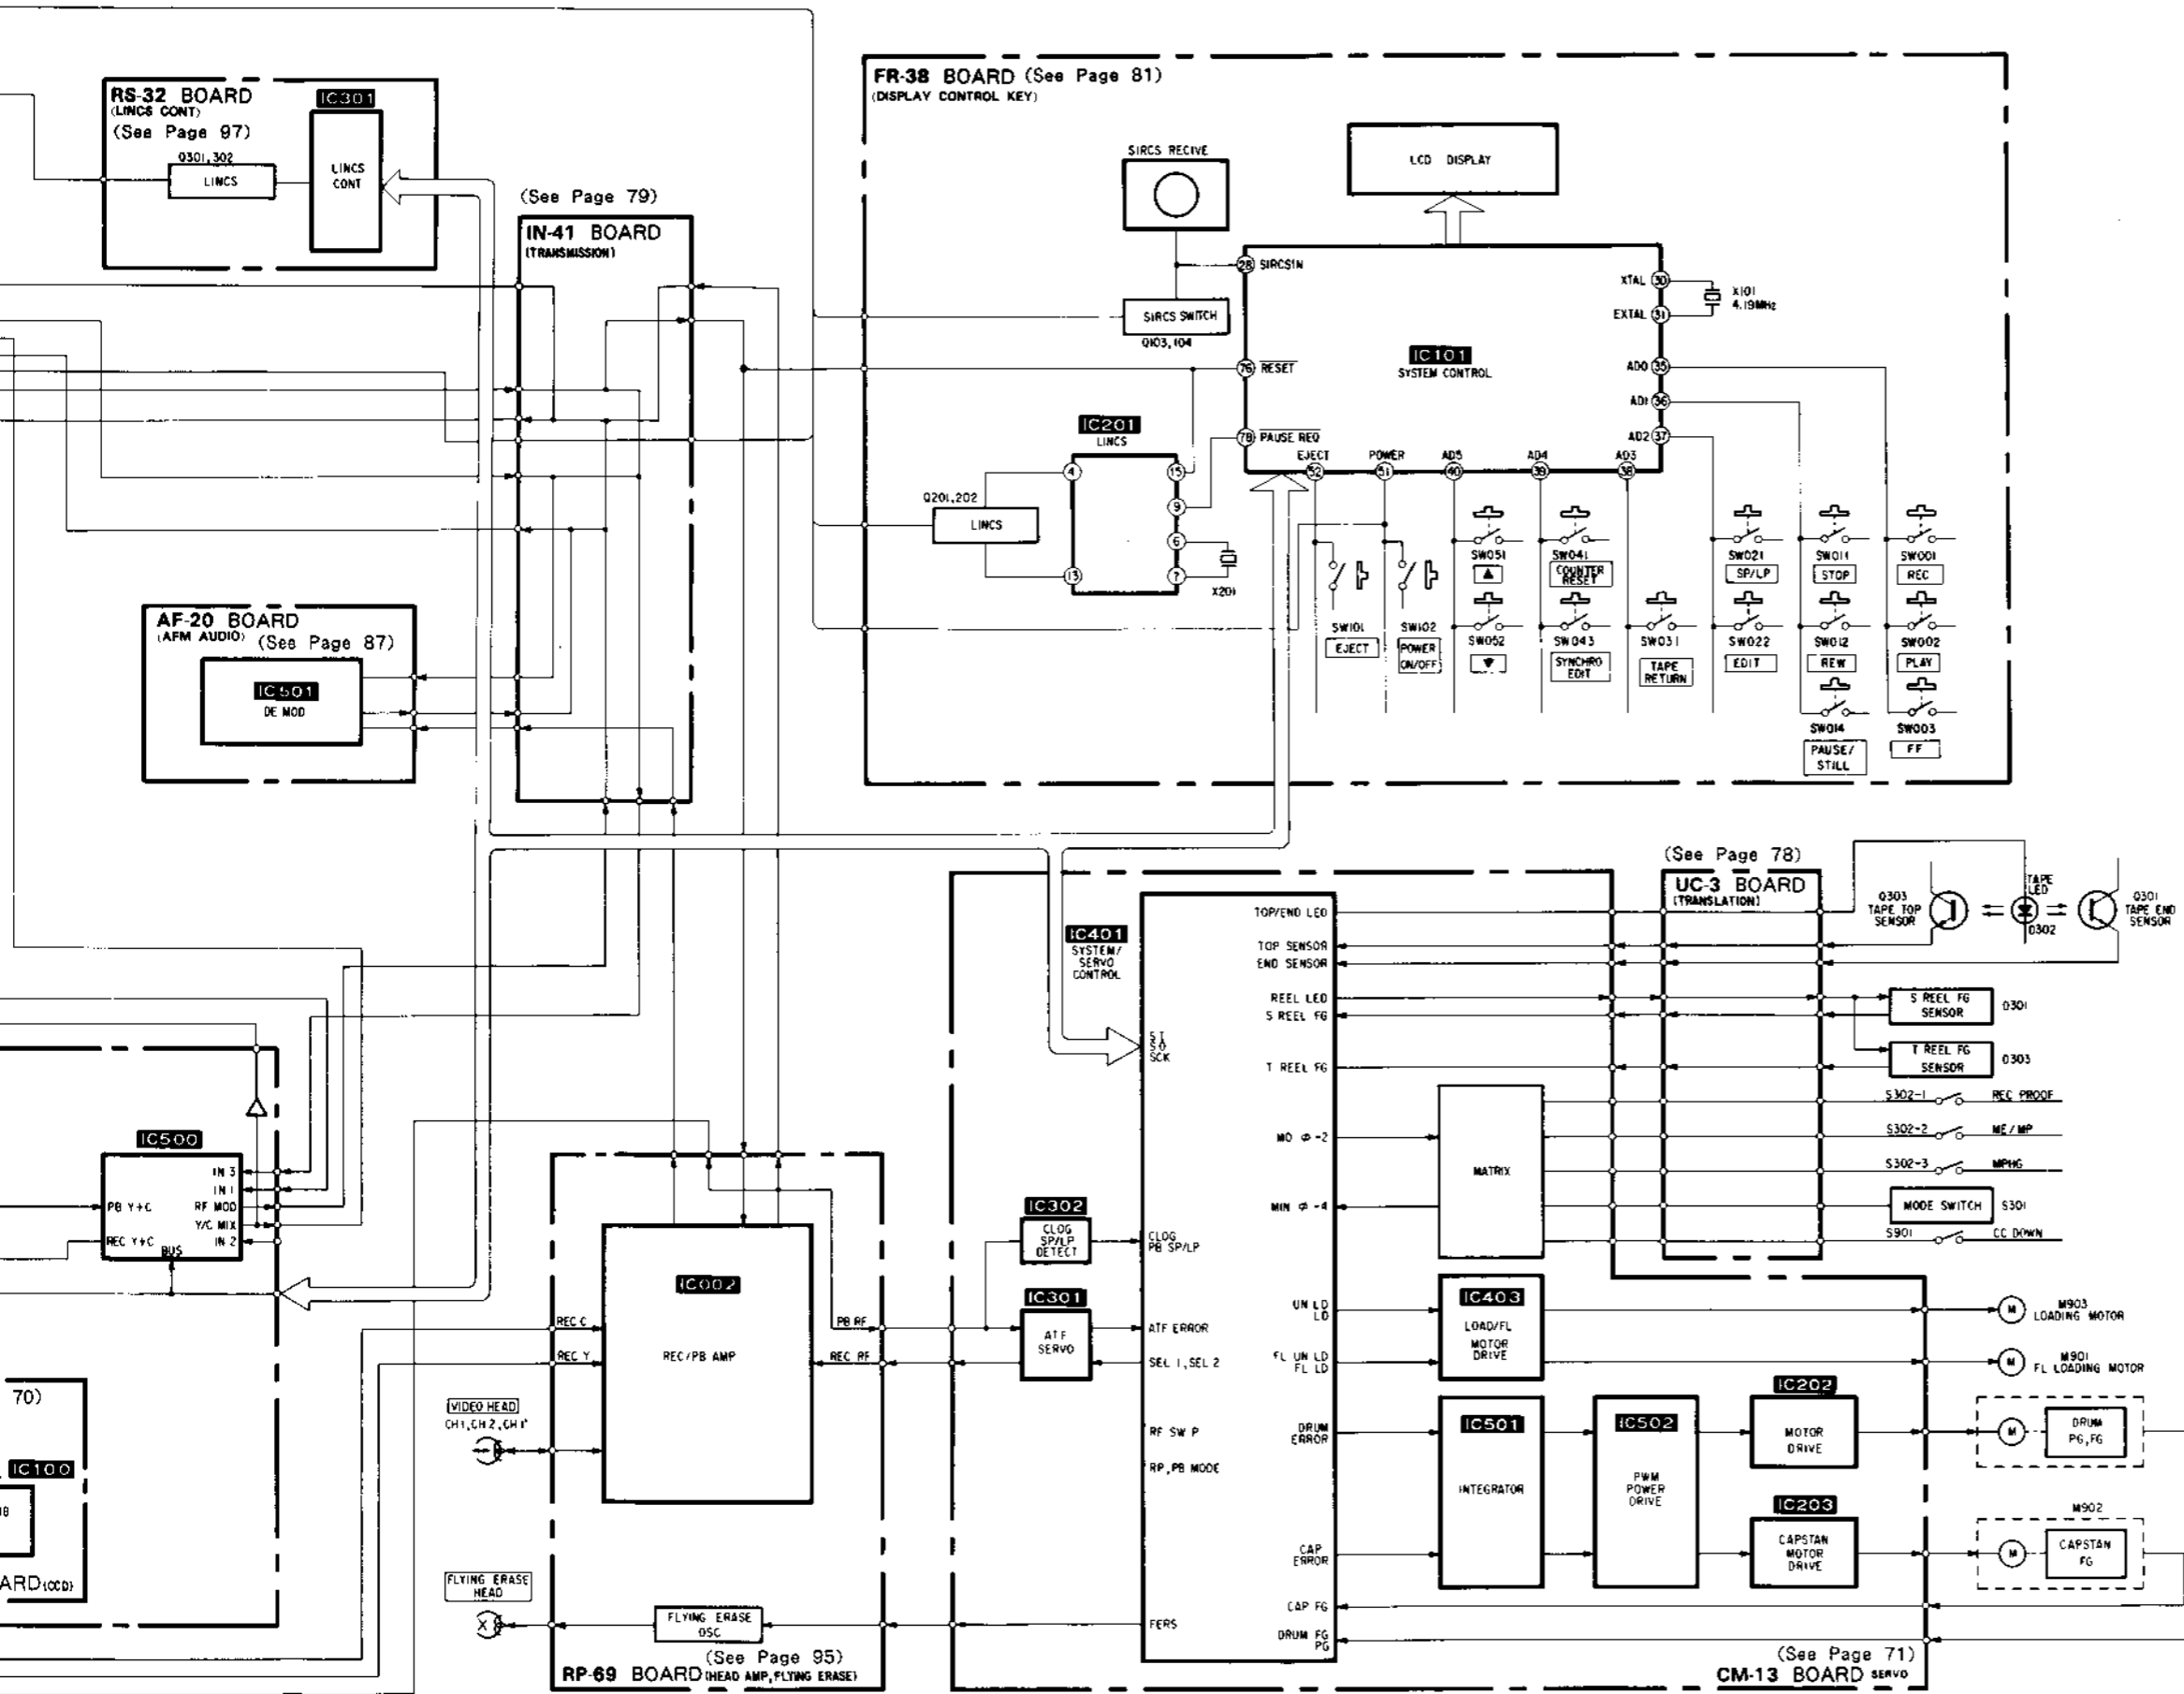 RS-32 BOARD
(LINCS CONT)
(See Page 97)
IC301
Q301,302
LINCS
LINCS
CONT
(See Page 79)
IN-41 BOARD
(TRANSMISSION)
AF-20 BOARD
(AFM AUDIO)
(See Page 87)
IC501
DE MOD
FR-38 BOARD (See Page 81)
(DISPLAY CONTROL KEY)
SIRCS RECIVE
LCD DISPLAY
SIRCS SWITCH
Q103,104
28 SIRCSIN
76 RESET
78 PAUSE REQ
IC101
SYSTEM CONTROL
XTAL 30
EXTAL 31
X101
4.19MHz
AD0 35
AD1 36
AD2 37
EJECT
POWER
AD5
AD4
AD3
52
51
40
39
38
IC201
LINCS
4
15
9
6
13
7
X201
Q201,202
LINCS
SW101
EJECT
SW102
POWER
ON/OFF
SW051
▲
SW052
▼
SW041
COUNTER
RESET
SW043
SYNCHRO
EDIT
SW031
TAPE
RETURN
SW021
SP/LP
SW022
EDIT
SW011
STOP
SW012
REW
SW014
PAUSE/
STILL
SW001
REC
SW002
PLAY
SW003
FF
(See Page 78)
UC-3 BOARD
(TRANSLATION)
Q303
TAPE TOP
SENSOR
TAPE
LED
D302
Q301
TAPE END
SENSOR
IC401
SYSTEM/
SERVO
CONTROL
SI
SO
SCK
TOP/END LED
TOP SENSOR
END SENSOR
REEL LED
S REEL FG
T REEL FG
S REEL FG
SENSOR
T REEL FG
SENSOR
MO Φ-2
MIN Φ-4
MATRIX
S302-1
REC PROOF
S302-2
ME/MP
S302-3
MPHG
MODE SWITCH
S301
S901
CC DOWN
IC500
IN 3
IN 1
PB Y+C
RF MOD
Y/C MIX
REC Y+C
IN 2
BUS
IC302
CLOG
SP/LP
DETECT
CLOG
PB SP/LP
IC301
ATF
SERVO
ATF ERROR
SEL 1,SEL 2
IC002
REC/PB AMP
REC C
REC Y
PB RF
REC RF
VIDEO HEAD
CH1,CH2,CH1'
RF SW P
RP,PB MODE
UN LD
LD
FL UN LD
FL LD
IC403
LOAD/FL
MOTOR
DRIVE
M
M903
LOADING MOTOR
M
M901
FL LOADING MOTOR
DRUM
ERROR
CAP
ERROR
IC501
INTEGRATOR
IC502
PWM
POWER
DRIVE
IC202
MOTOR
DRIVE
M
DRUM
PG,FG
IC203
CAPSTAN
MOTOR
DRIVE
M902
M
CAPSTAN
FG
CAP FG
DRUM FG
PG
FERS
FLYING ERASE
HEAD
FLYING ERASE
OSC
(See Page 95)
RP-69 BOARD (HEAD AMP,FLYING ERASE)
(See Page 71)
CM-13 BOARD SERVO
70)
IC100
ARD (CCD)